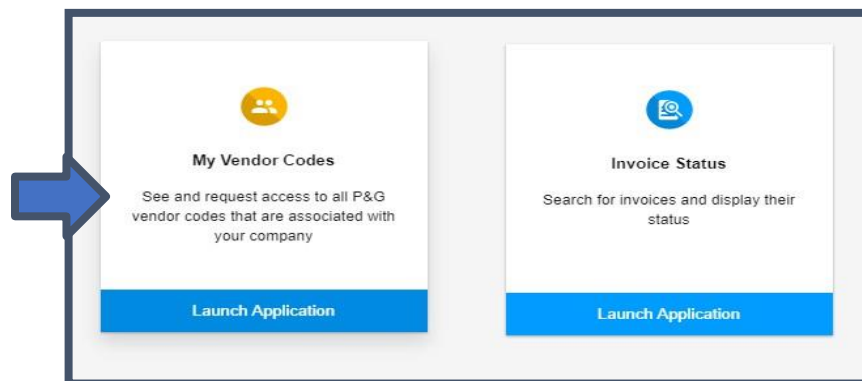 My Vendor Codes
See and request access to all P&G
vendor codes that are associated with
your company
Launch Application
Invoice Status
Search for invoices and display their
status
Launch Application